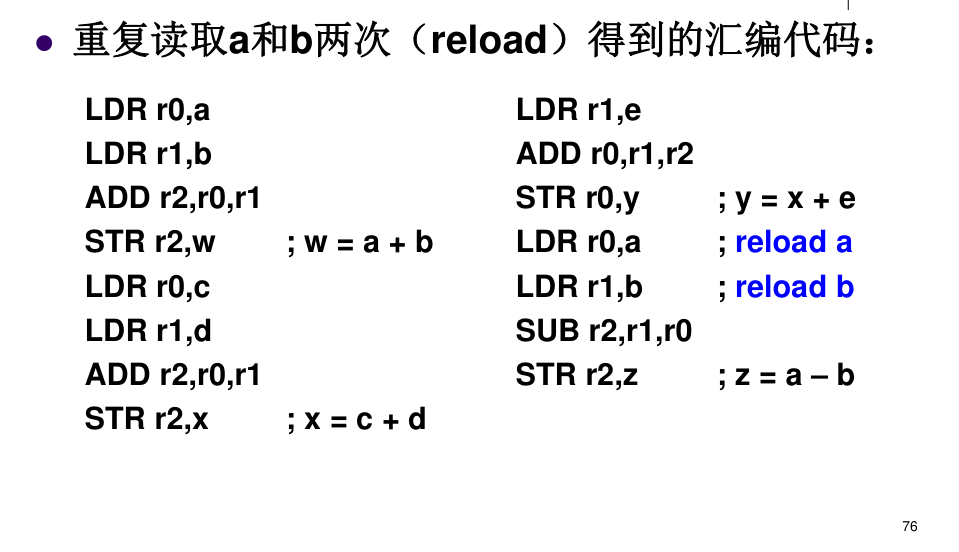 ● 重复读取a和b两次（reload）得到的汇编代码：
LDR r0,a
LDR r1,b
ADD r2,r0,r1
STR r2,w ; w = a + b
LDR r0,c
LDR r1,d
ADD r2,r0,r1
STR r2,x ; x = c + d
LDR r1,e
ADD r0,r1,r2
STR r0,y ; y = x + e
LDR r0,a ; reload a
LDR r1,b ; reload b
SUB r2,r1,r0
STR r2,z ; z = a – b
76